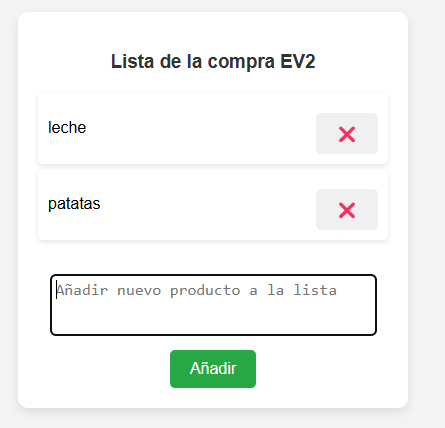 Lista de la compra EV2
leche
patatas
Añadir nuevo producto a la lista
Añadir